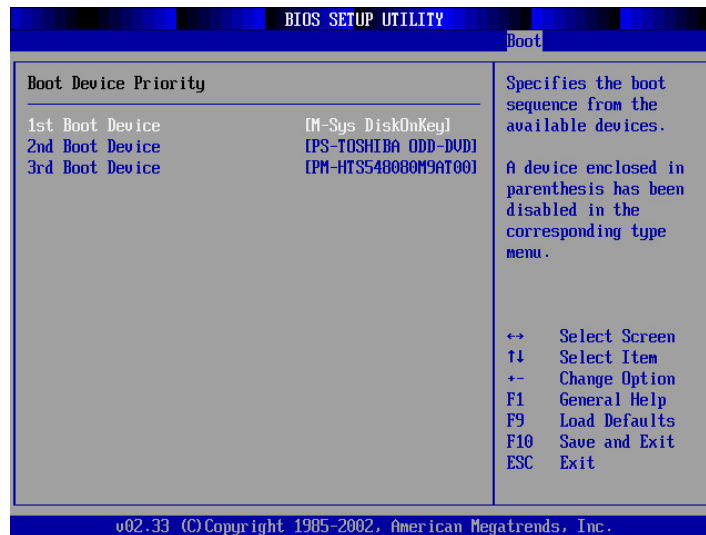 BIOS SETUP UTILITY
Boot
Boot Device Priority
1st Boot Device [M-Sys DiskOnKey]
2nd Boot Device [PS-TOSHIBA ODD-DVD]
3rd Boot Device [PM-HTS548080M9AT00]
Specifies the boot
sequence from the
available devices.
A device enclosed in
parenthesis has been
disabled in the
corresponding type
menu.
↔ Select Screen
↑↓ Select Item
+- Change Option
F1 General Help
F9 Load Defaults
F10 Save and Exit
ESC Exit
v02.33 (C)Copyright 1985-2002, American Megatrends, Inc.